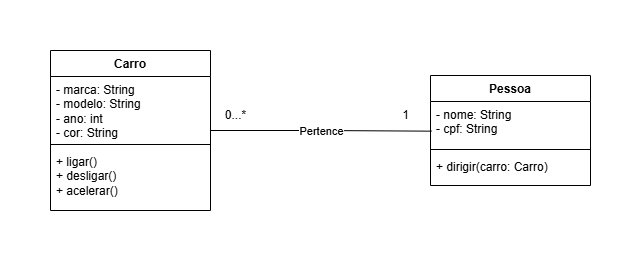 Carro
- marca: String
- modelo: String
- ano: int
- cor: String
+ ligar()
+ desligar()
+ acelerar()
0...*
Pertence
1
Pessoa
- nome: String
- cpf: String
+ dirigir(carro: Carro)